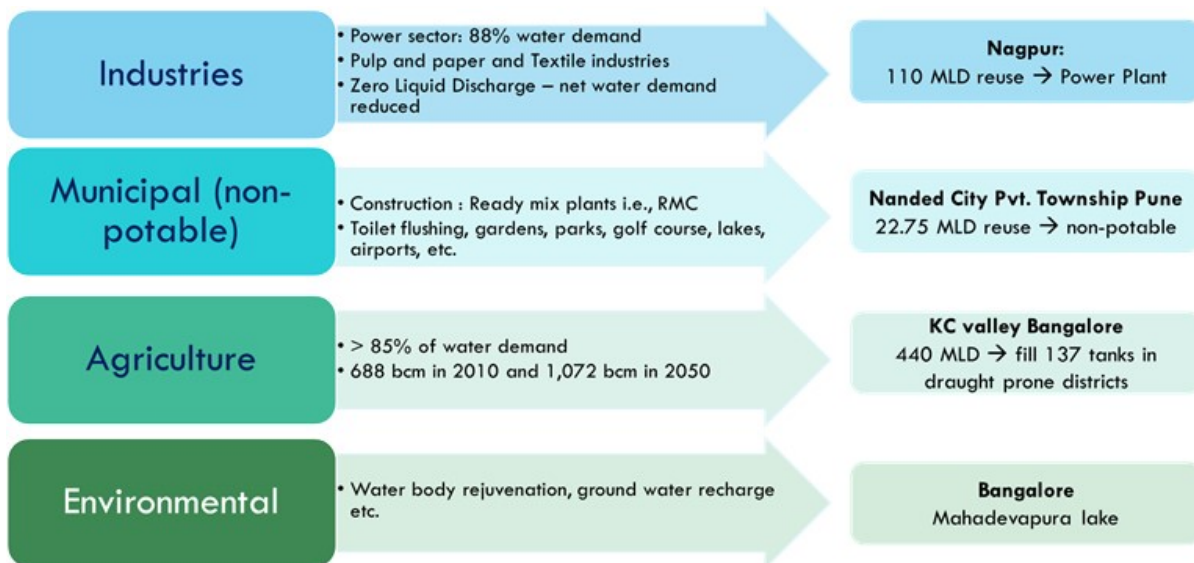 Industries
• Power sector: 88% water demand
• Pulp and paper and Textile industries
• Zero Liquid Discharge – net water demand
reduced
Nagpur:
110 MLD reuse → Power Plant
Municipal (non-
potable)
• Construction : Ready mix plants i.e., RMC
• Toilet flushing, gardens, parks, golf course, lakes,
airports, etc.
Nanded City Pvt. Township Pune
22.75 MLD reuse → non-potable
Agriculture
• > 85% of water demand
• 688 bcm in 2010 and 1,072 bcm in 2050
KC valley Bangalore
440 MLD → fill 137 tanks in
draught prone districts
Environmental
• Water body rejuvenation, ground water recharge
etc.
Bangalore
Mahadevapura lake